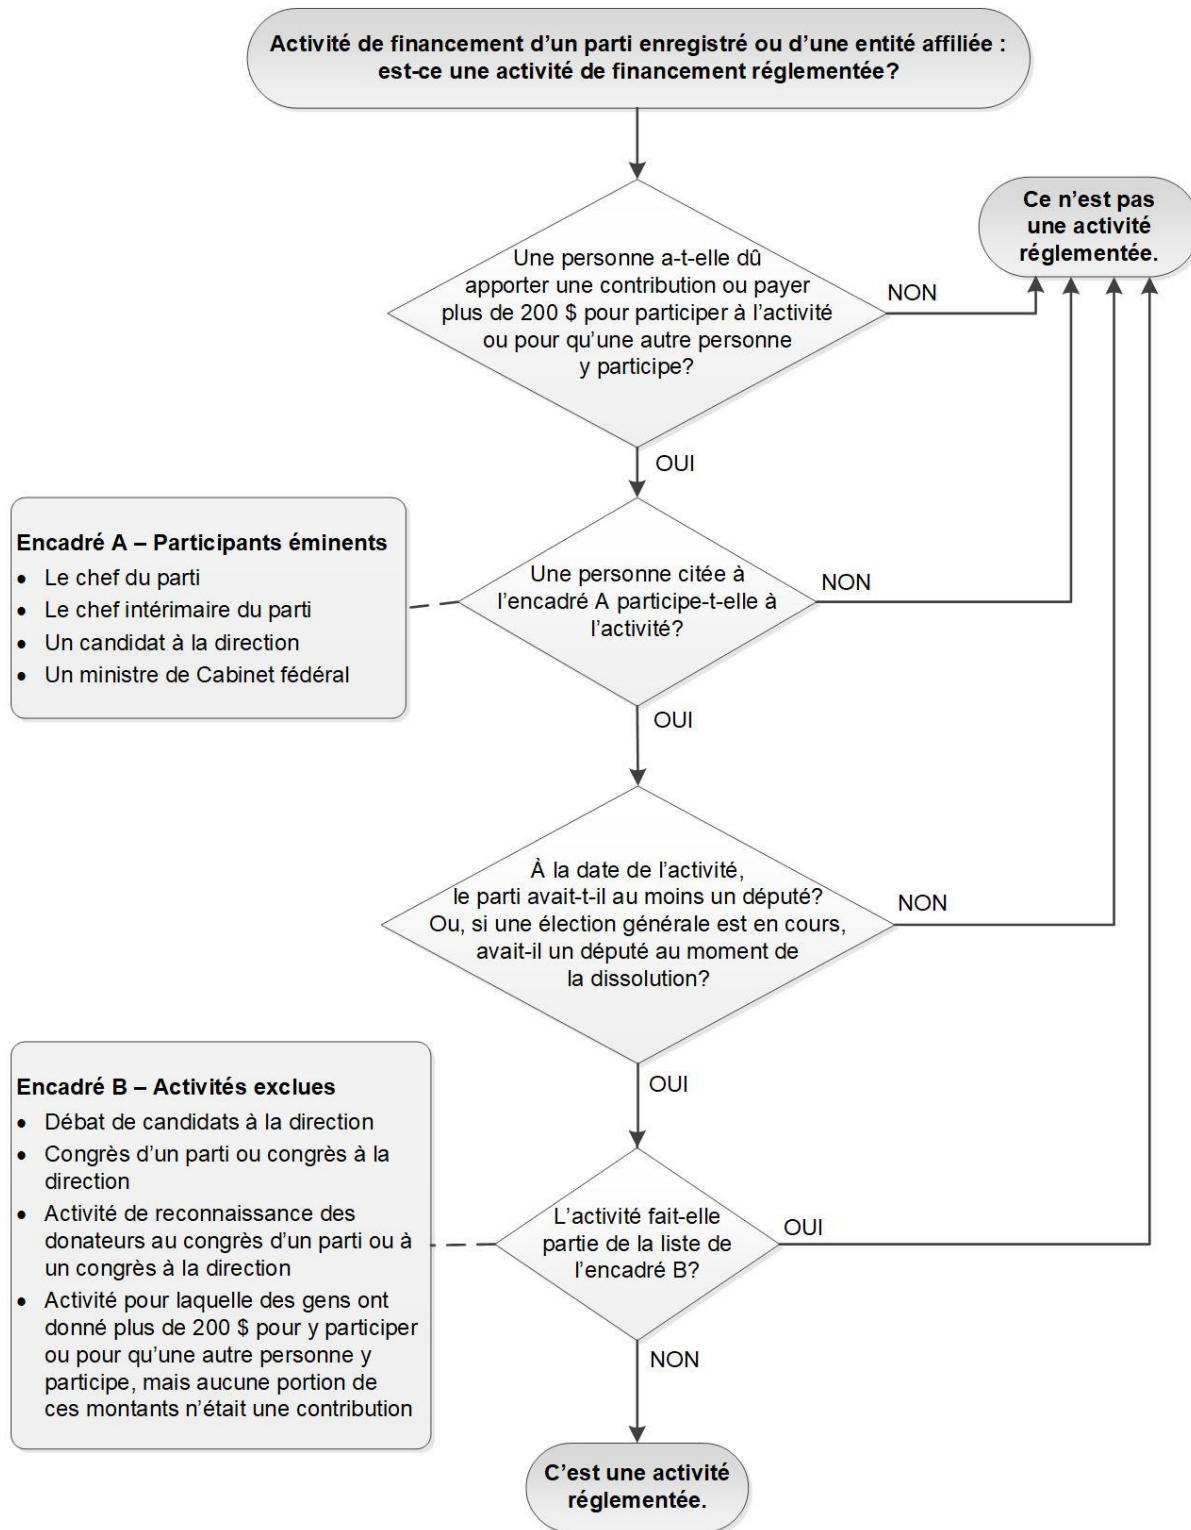 Activité de financement d’un parti enregistré ou d’une entité affiliée :
est-ce une activité de financement réglementée?
Ce n’est pas
une activité
réglementée.
Une personne a-t-elle dû
apporter une contribution ou payer
plus de 200 $ pour participer à l’activité
ou pour qu’une autre personne
y participe?
NON
OUI
Encadré A – Participants éminents
• Le chef du parti
• Le chef intérimaire du parti
• Un candidat à la direction
• Un ministre de Cabinet fédéral
Une personne citée à
l’encadré A participe-t-elle à
l’activité?
NON
OUI
À la date de l’activité,
le parti avait-t-il au moins un député?
Ou, si une élection générale est en cours,
avait-il un député au moment de
la dissolution?
NON
OUI
Encadré B – Activités exclues
• Débat de candidats à la direction
• Congrès d’un parti ou congrès à la
direction
• Activité de reconnaissance des
donateurs au congrès d’un parti ou à
un congrès à la direction
• Activité pour laquelle des gens ont
donné plus de 200 $ pour y participer
ou pour qu’une autre personne y
participe, mais aucune portion de
ces montants n’était une contribution
L’activité fait-elle
partie de la liste de
l’encadré B?
OUI
NON
C’est une activité
réglementée.